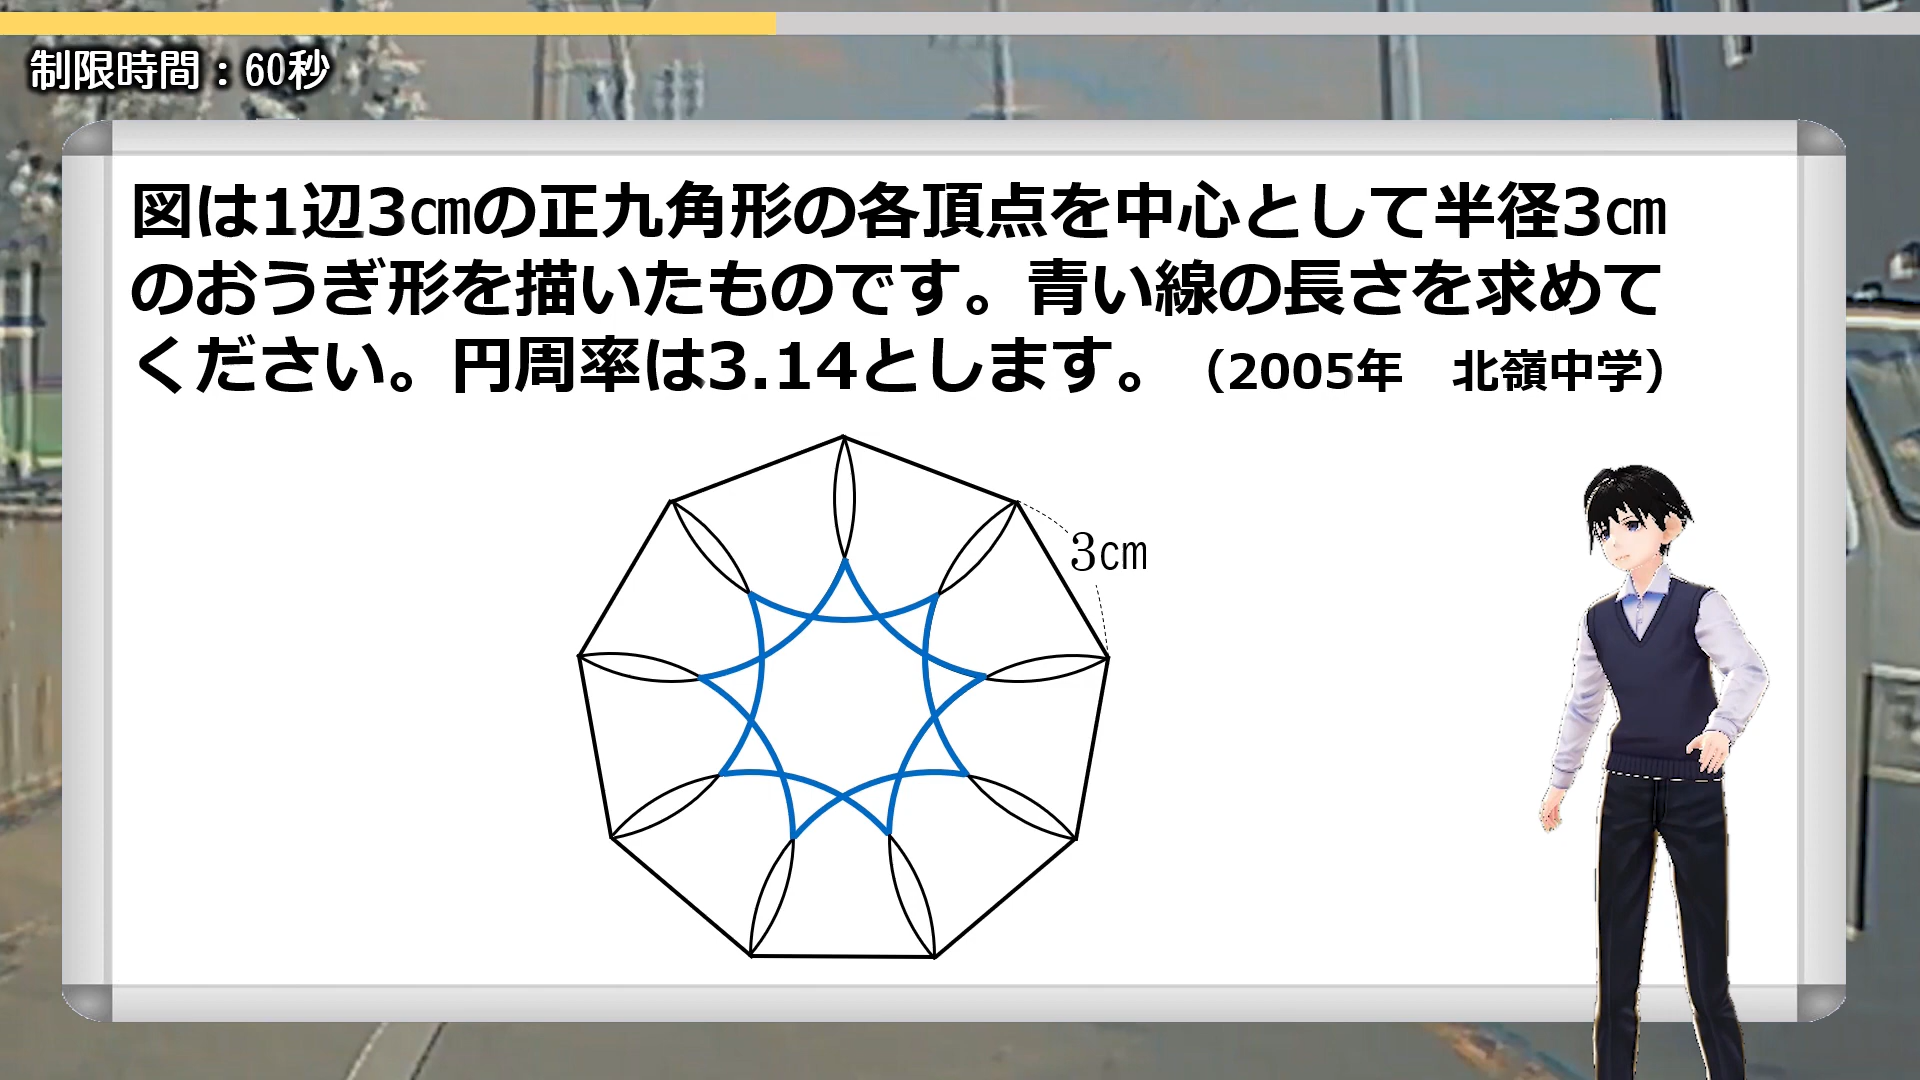 制限時間：60秒
図は1辺3㎝の正九角形の各頂点を中心として半径3㎝
のおうぎ形を描いたものです。青い線の長さを求めて
ください。円周率は3.14とします。（2005年　北嶺中学）
3㎝